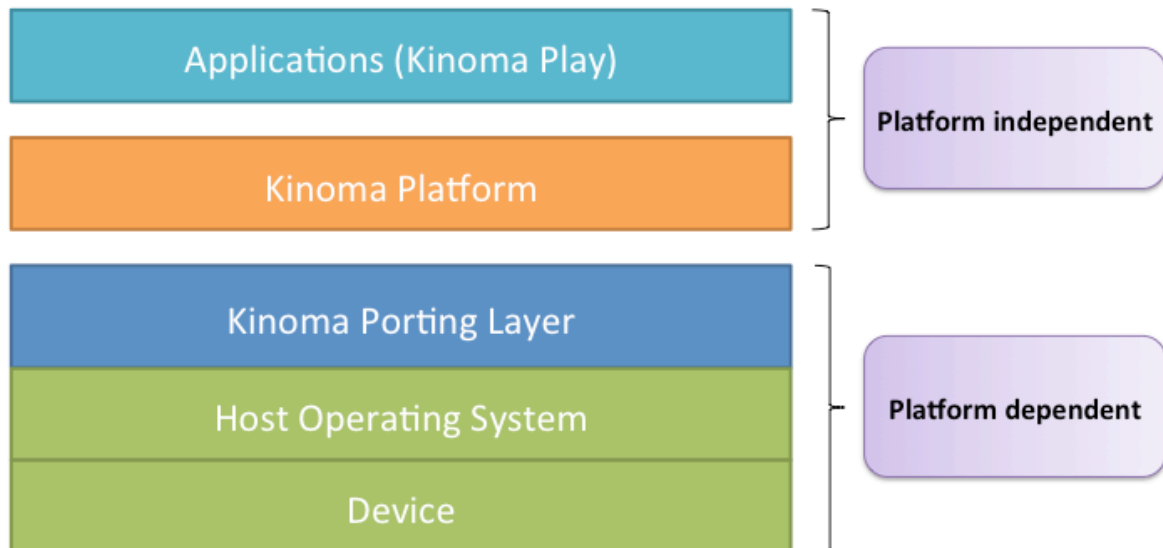 Applications (Kinoma Play)
Platform independent
Kinoma Platform
Kinoma Porting Layer
Host Operating System
Platform dependent
Device